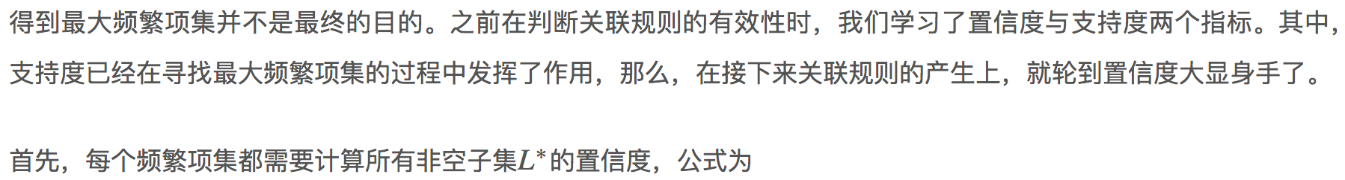 得到最大频繁项集并不是最终的目的。之前在判断关联规则的有效性时，我们学习了置信度与支持度两个指标。其中，
支持度已经在寻找最大频繁项集的过程中发挥了作用，那么，在接下来关联规则的产生上，就轮到置信度大显身手了。
首先，每个频繁项集都需要计算所有非空子集L*的置信度，公式为